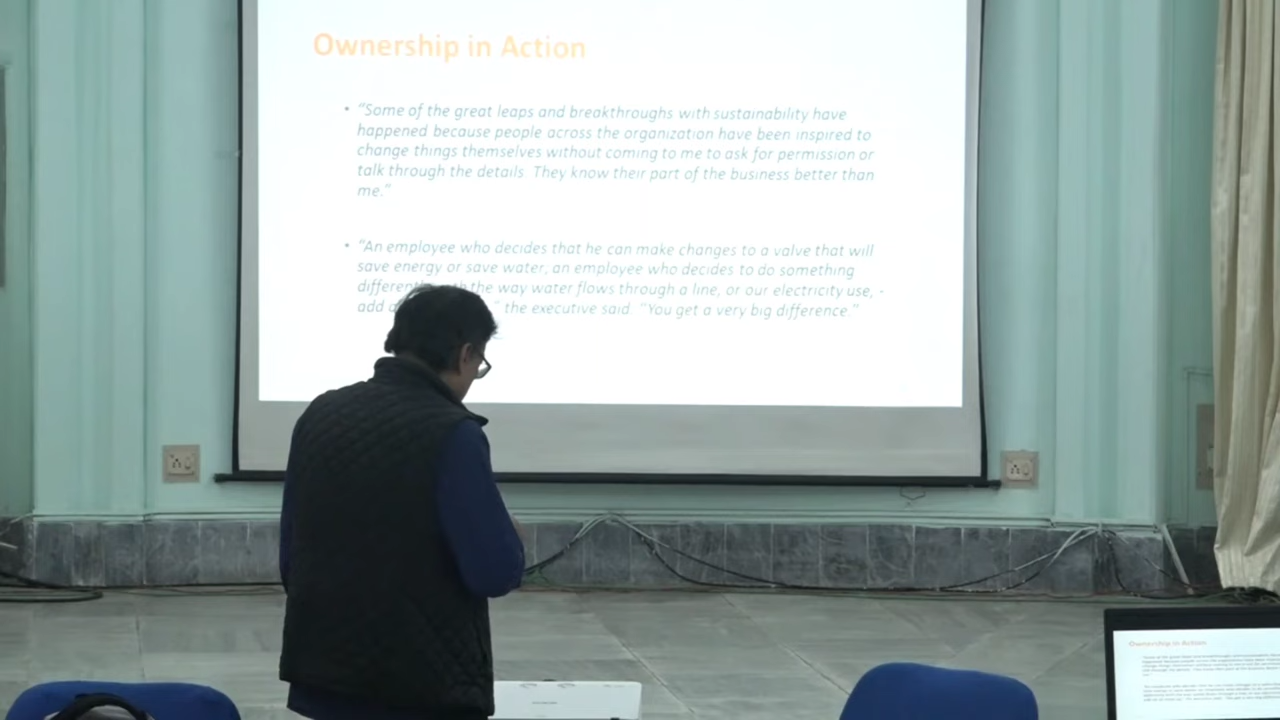 Ownership in Action
• “Some of the great leaps and breakthroughs with sustainability have
happened because people across the organization have been inspired to
change things themselves without coming to me to ask for permission or
talk through the details. They know their part of the business better than
me.”
• “An employee who decides that he can make changes to a valve that will
save energy or save water, an employee who decides to do something
the way water flows through a line, or our electricity use, -
add the executive said. “You get a very big difference.”
Ownership in Action